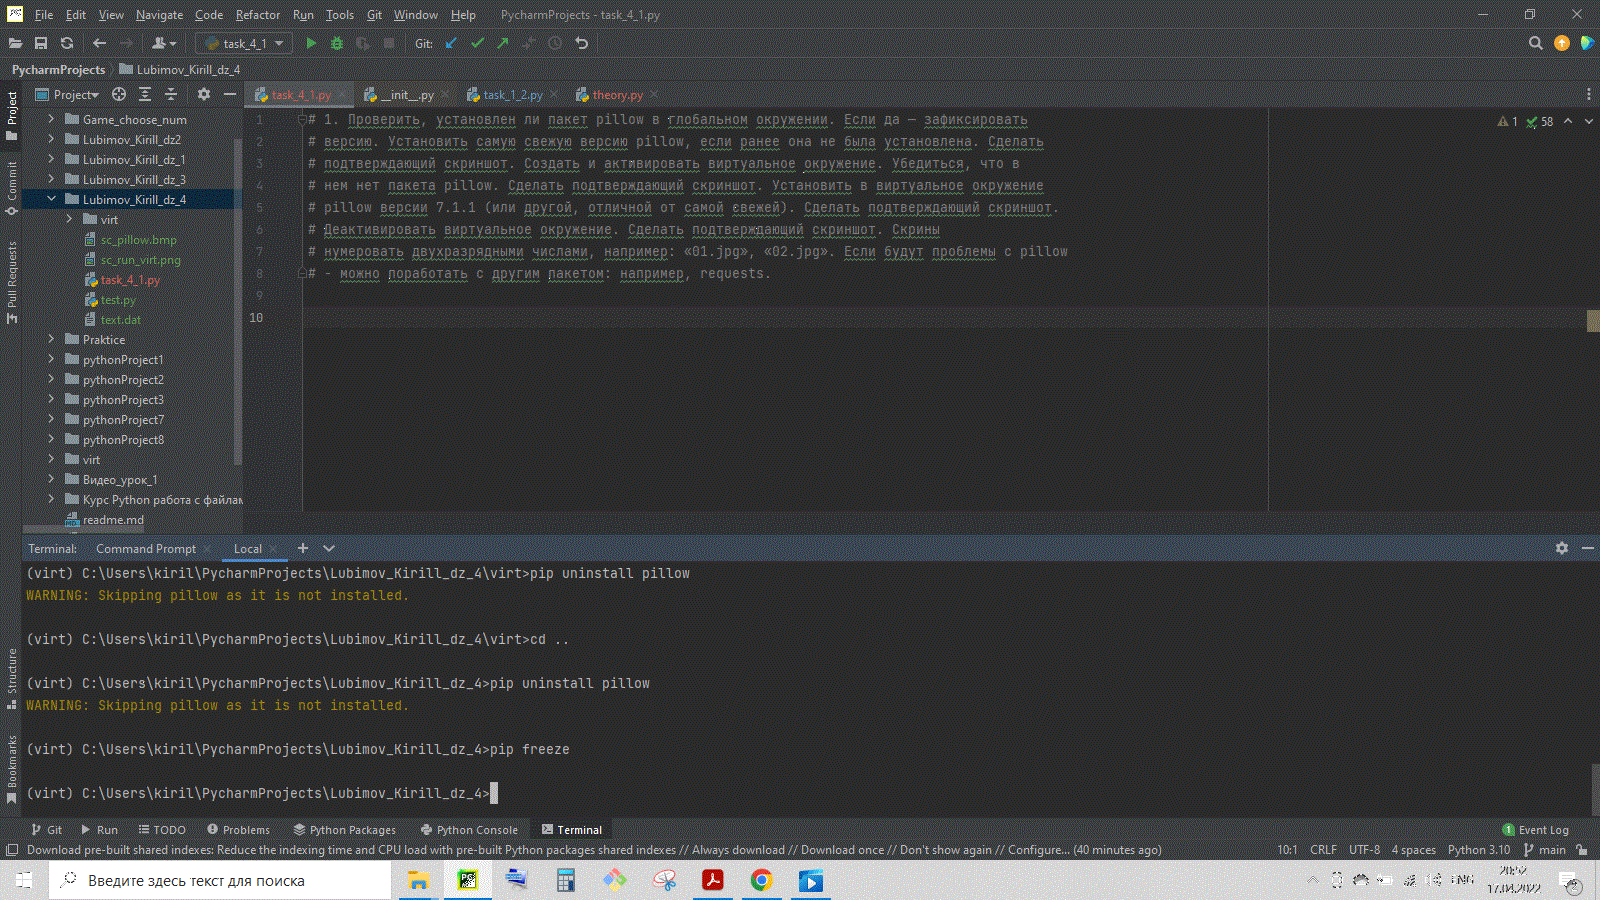 File Edit View Navigate Code Refactor Run Tools Git Window Help PycharmProjects - task_4_1.py
task_4_1 Git:
PycharmProjects Lubimov_Kirill_dz_4
Project task_4_1.py __init__.py task_1_2.py theory.py
Game_choose_num
Lubimov_Kirill_dz2
Lubimov_Kirill_dz_1
Lubimov_Kirill_dz_3
Lubimov_Kirill_dz_4
virt
sc_pillow.bmp
sc_run_virt.png
task_4_1.py
test.py
text.dat
Praktice
pythonProject1
pythonProject2
pythonProject3
pythonProject7
pythonProject8
virt
Видео_урок_1
Курс Python работа с файлам
readme.md
Project
Commit
Pull Requests
Structure
Bookmarks
1 # 1. Проверить, установлен ли пакет pillow в глобальном окружении. Если да — зафиксировать
2 # версию. Установить самую свежую версию pillow, если ранее она не была установлена. Сделать
3 # подтверждающий скриншот. Создать и активировать виртуальное окружение. Убедиться, что в
4 # нем нет пакета pillow. Сделать подтверждающий скриншот. Установить в виртуальное окружение
5 # pillow версии 7.1.1 (или другой, отличной от самой свежей). Сделать подтверждающий скриншот.
6 # Деактивировать виртуальное окружение. Сделать подтверждающий скриншот. Скрины
7 # нумеровать двухразрядными числами, например: «01.jpg», «02.jpg». Если будут проблемы с pillow
8 # - можно поработать с другим пакетом: например, requests.
9
10
1 58
Terminal: Command Prompt Local
(virt) C:\Users\kiril\PycharmProjects\Lubimov_Kirill_dz_4\virt>pip uninstall pillow
WARNING: Skipping pillow as it is not installed.
(virt) C:\Users\kiril\PycharmProjects\Lubimov_Kirill_dz_4\virt>cd ..
(virt) C:\Users\kiril\PycharmProjects\Lubimov_Kirill_dz_4>pip uninstall pillow
WARNING: Skipping pillow as it is not installed.
(virt) C:\Users\kiril\PycharmProjects\Lubimov_Kirill_dz_4>pip freeze
(virt) C:\Users\kiril\PycharmProjects\Lubimov_Kirill_dz_4>
Git Run TODO Problems Python Packages Python Console Terminal 1 Event Log
Download pre-built shared indexes: Reduce the indexing time and CPU load with pre-built Python packages shared indexes // Always download // Download once // Don't show again // Configure... (40 minutes ago) 10:1 CRLF UTF-8 4 spaces Python 3.10 main
Введите здесь текст для поиска ENG 20:52
17.04.2022 2